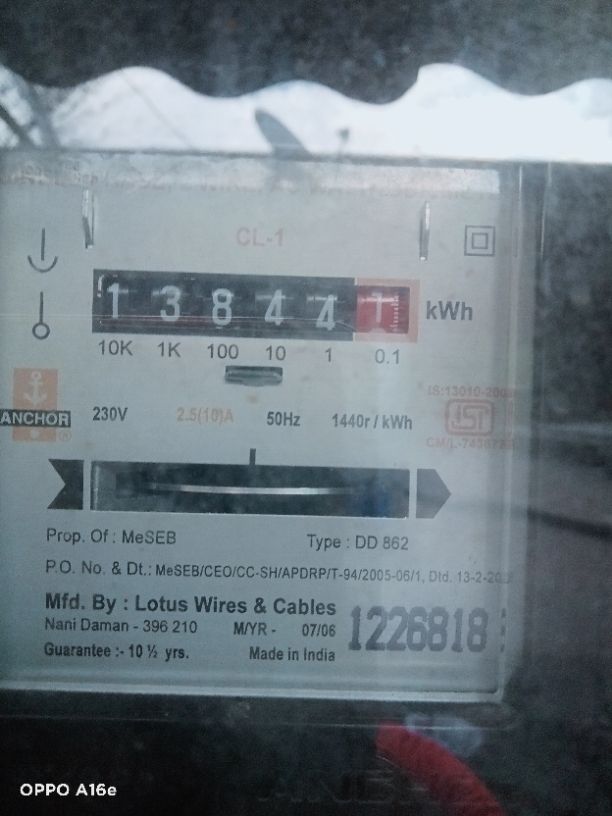 CL-1
1 3 8 4 4 1 kWh
10K 1K 100 10 1 0.1
ANCHOR ® 230V 2.5(10)A 50Hz 1440r / kWh
ISI
Prop. Of : MeSEB Type : DD 862
P.O. No. & Dt.: MeSEB/CEO/CC-SH/APDRP/T-94/2005-06/1, Dtd.
Mfd. By : Lotus Wires & Cables
Nani Daman - 396 210 M/YR - 07/06 1226818
Guarantee :- 10 ½ yrs. Made in India
OPPO A16e